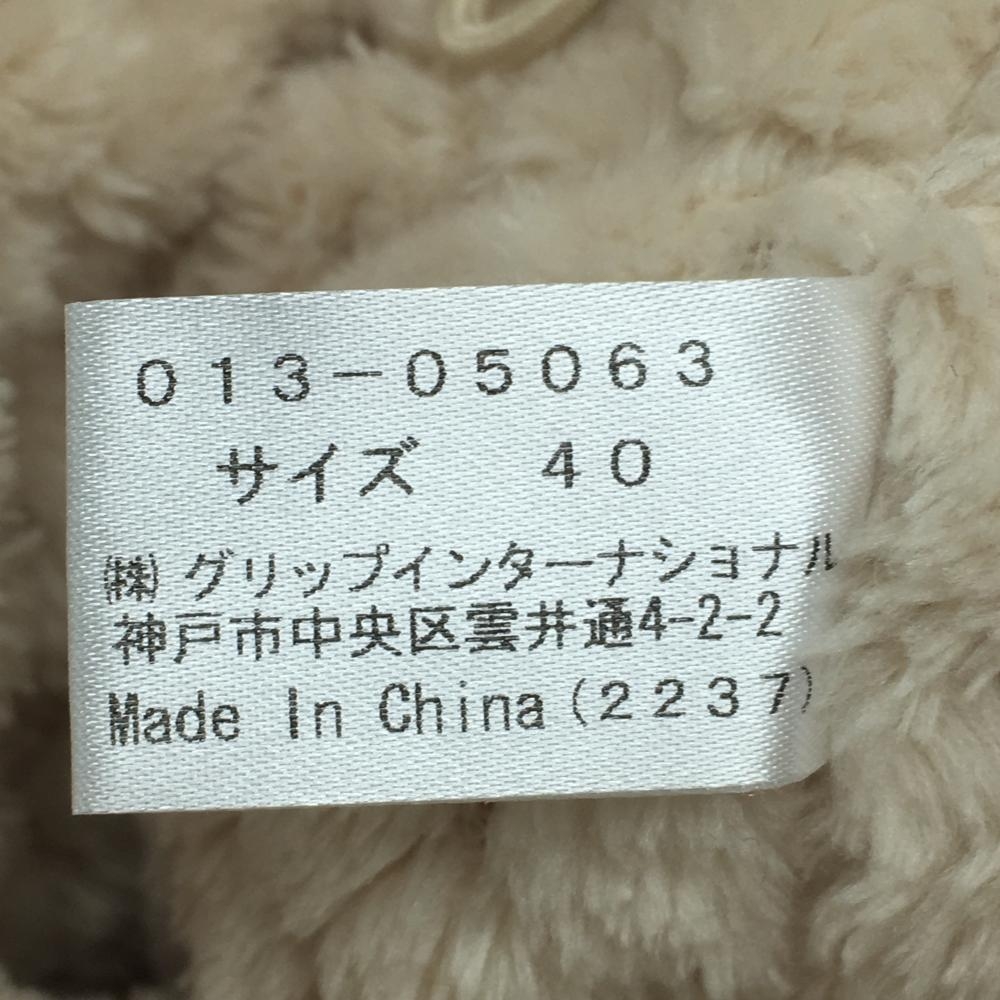 013-05063
サイズ 40
㈱グリップインターナショナル
神戸市中央区雲井通4-2-2
Made In China(2237)